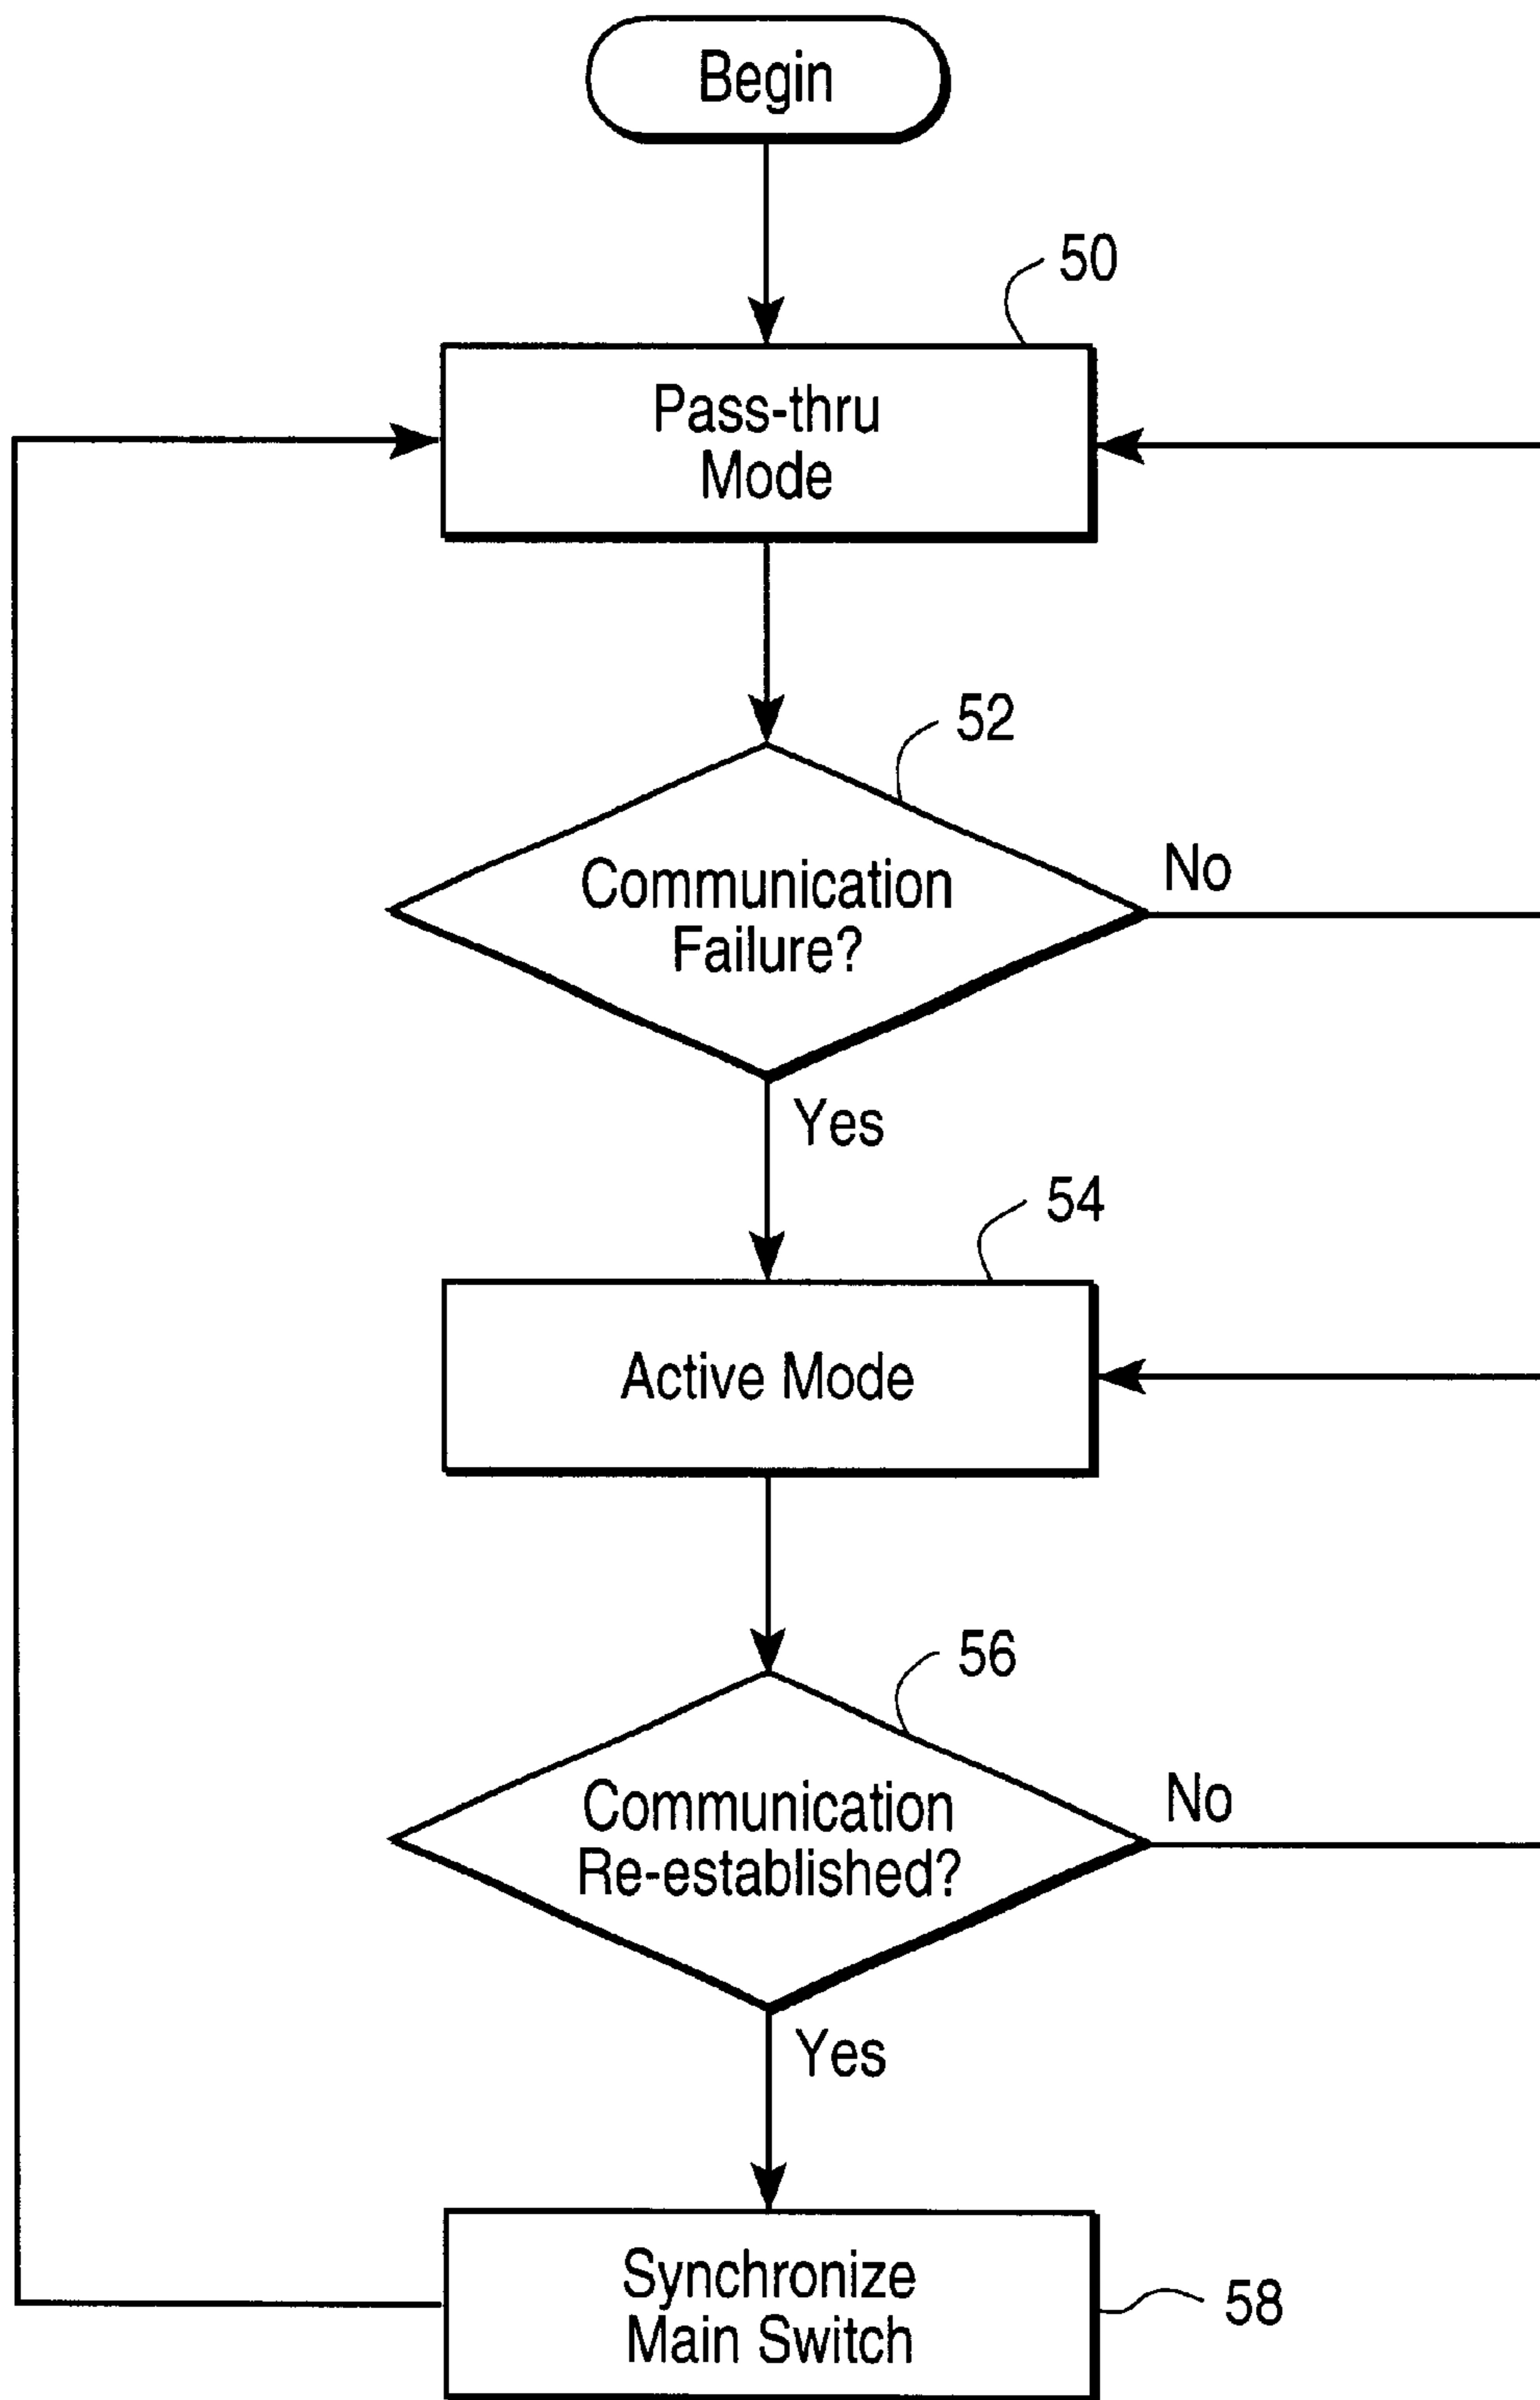 Begin
50
Pass-thru
Mode
52
Communication
Failure?
No
Yes
54
Active Mode
56
Communication
Re-established?
No
Yes
Synchronize
Main Switch
58